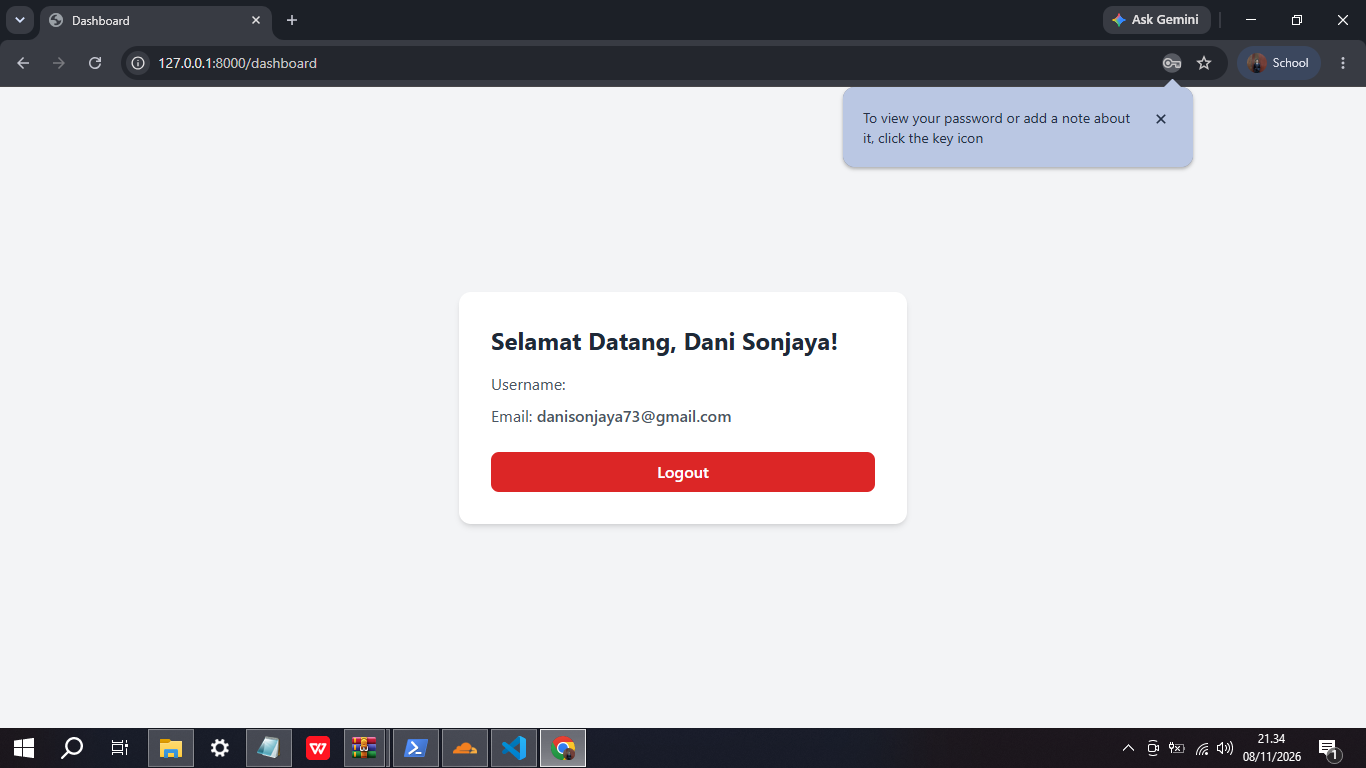 Dashboard
Ask Gemini
127.0.0.1:8000/dashboard
School
To view your password or add a note about
it, click the key icon
Selamat Datang, Dani Sonjaya!
Username:
Email: danisonjaya73@gmail.com
Logout
21.34
08/11/2026
1